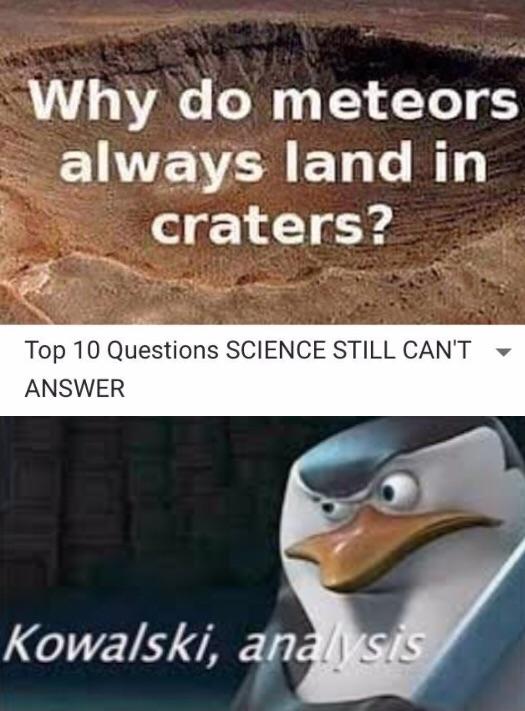 Why do meteors
always land in
craters?
Top 10 Questions SCIENCE STILL CAN'T
ANSWER
Kowalski, analysis